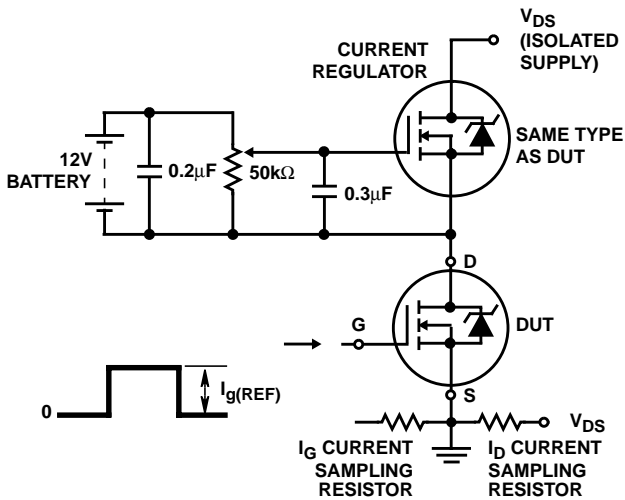 V_DS
(ISOLATED
SUPPLY)
CURRENT
REGULATOR
SAME TYPE
AS DUT
12V
BATTERY
0.2µF
50kΩ
0.3µF
D
DUT
G
I_g(REF)
0
S
V_DS
I_G CURRENT
SAMPLING
RESISTOR
I_D CURRENT
SAMPLING
RESISTOR